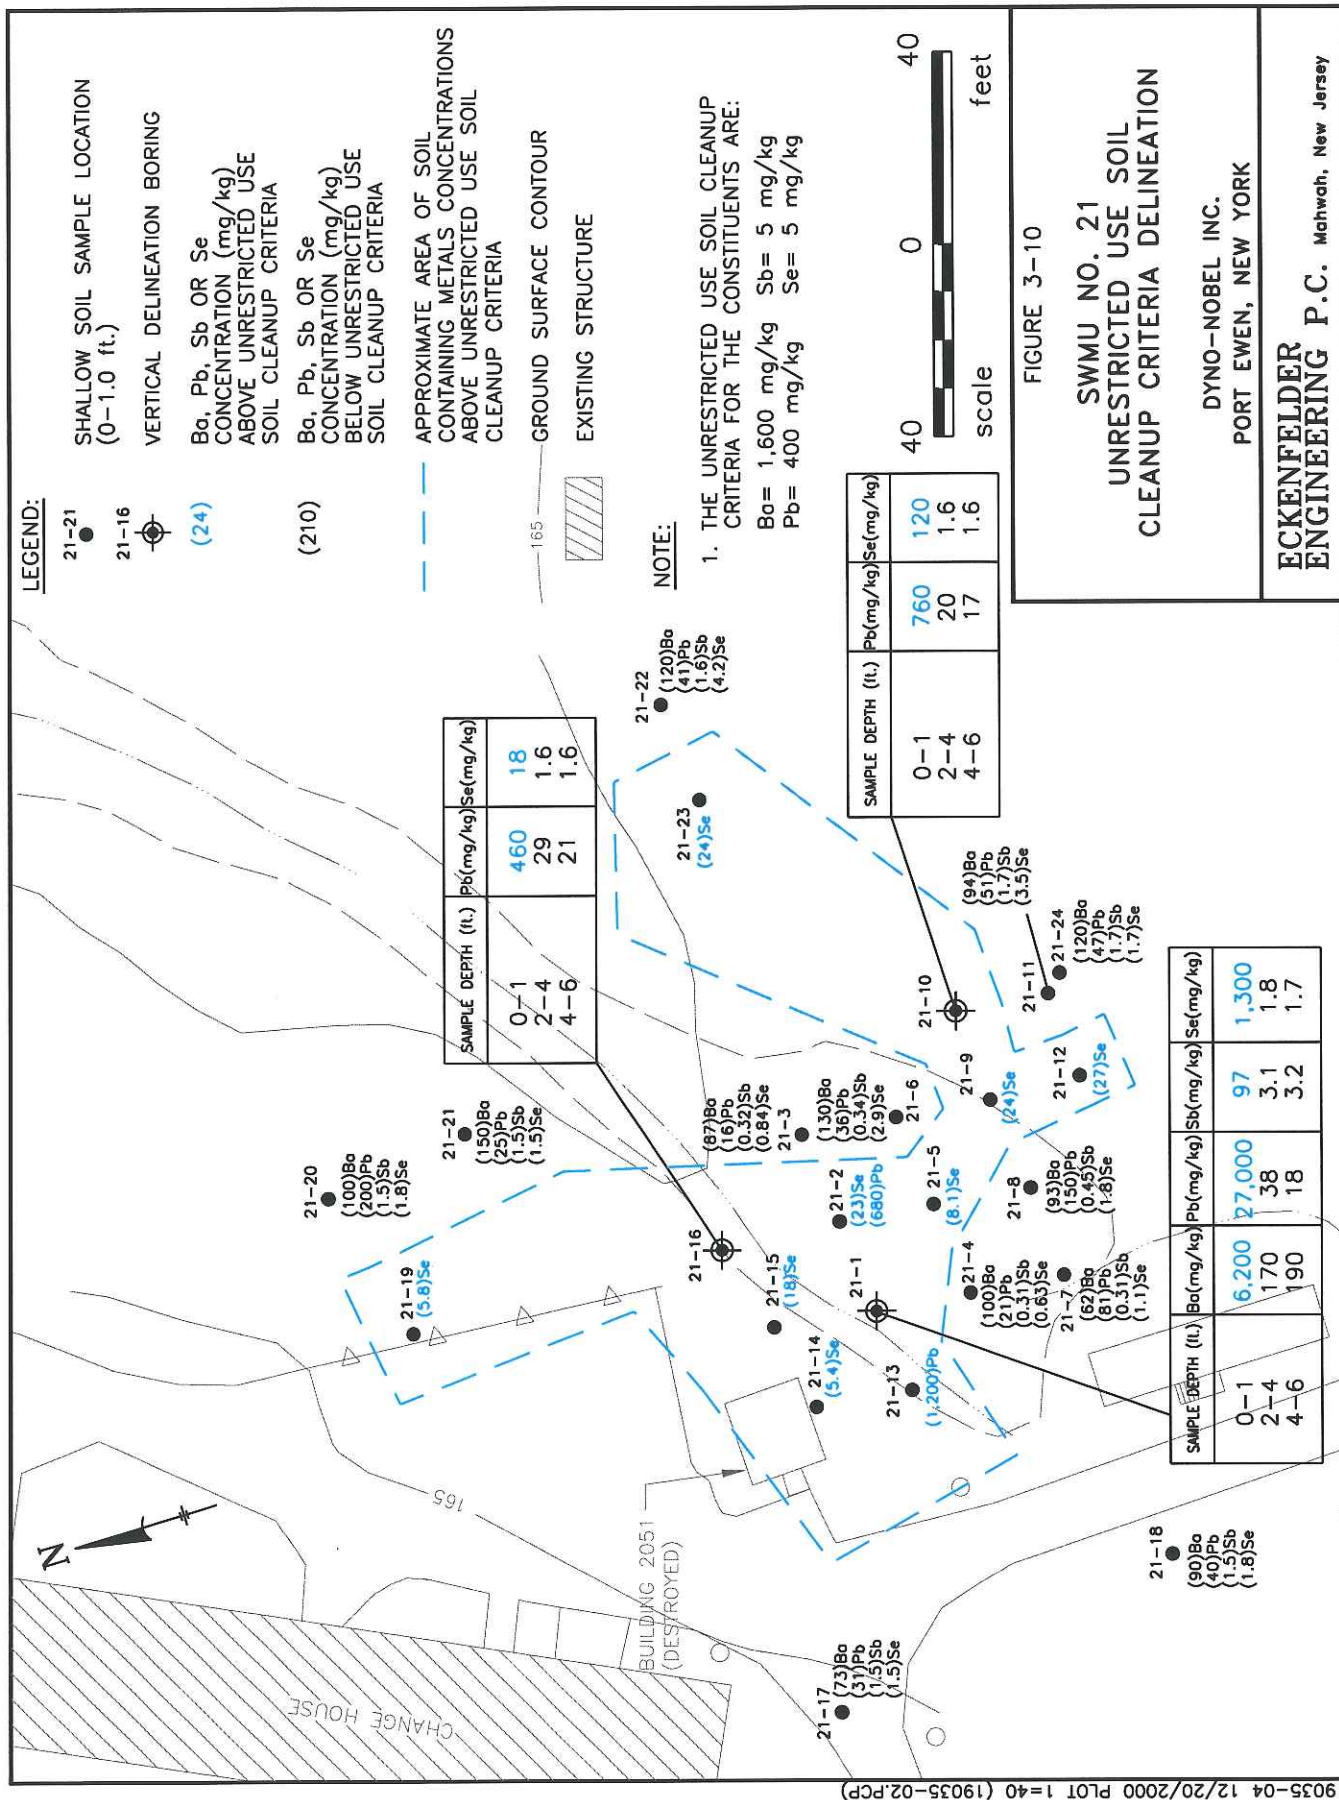 LEGEND:
21-21
SHALLOW SOIL SAMPLE LOCATION
(0-1.0 ft.)
21-16
VERTICAL DELINEATION BORING
(24)
Ba, Pb, Sb OR Se
CONCENTRATION (mg/kg)
ABOVE UNRESTRICTED USE
SOIL CLEANUP CRITERIA
(210)
Ba, Pb, Sb OR Se
CONCENTRATION (mg/kg)
BELOW UNRESTRICTED USE
SOIL CLEANUP CRITERIA
APPROXIMATE AREA OF SOIL
CONTAINING METALS CONCENTRATIONS
ABOVE UNRESTRICTED USE SOIL
CLEANUP CRITERIA
165
GROUND SURFACE CONTOUR
EXISTING STRUCTURE
NOTE:
1. THE UNRESTRICTED USE SOIL CLEANUP
CRITERIA FOR THE CONSTITUENTS ARE:
Ba= 1,600 mg/kg Sb= 5 mg/kg
Pb= 400 mg/kg Se= 5 mg/kg
40 0 40
scale feet
FIGURE 3-10
SWMU NO. 21
UNRESTRICTED USE SOIL
CLEANUP CRITERIA DELINEATION
DYNO-NOBEL INC.
PORT EWEN, NEW YORK
ECKENFELDER
ENGINEERING P.C. Mahwah, New Jersey
N
CHANGE HOUSE
165
BUILDING 2051
(DESTROYED)
21-20
(100)Ba
(200)Pb
(1.5)Sb
(1.8)Se
21-19
(5.8)Se
21-21
(150)Ba
(25)Pb
(1.5)Sb
(1.5)Se
SAMPLE DEPTH (ft.) Pb(mg/kg) Se(mg/kg)
0-1 460 18
2-4 29 1.6
4-6 21 1.6
21-22
(120)Ba
(41)Pb
(1.6)Sb
(4.2)Se
21-23
(24)Se
21-16
(87)Ba
(16)Pb
(0.32)Sb
(0.84)Se
21-3
21-15
(18)Se
21-14
(5.4)Se
21-2
(23)Se
(680)Pb
(130)Ba
(36)Pb
(0.34)Sb
(2.9)Se
21-6
21-17
(73)Ba
(31)Pb
(1.5)Sb
(1.5)Se
21-1
21-13
(1,200)Pb
21-5
(8.1)Se
21-10
SAMPLE DEPTH (ft.) Pb(mg/kg) Se(mg/kg)
0-1 760 120
2-4 20 1.6
4-6 17 1.6
21-9
(24)Se
21-4
(100)Ba
(21)Pb
(0.31)Sb
(0.63)Se
21-8
(93)Ba
(150)Pb
(0.45)Sb
(1.8)Se
(94)Ba
(51)Pb
(1.7)Sb
(3.5)Se
21-11
21-24
(120)Ba
(47)Pb
(1.7)Sb
(1.7)Se
21-12
(27)Se
21-7
(62)Ba
(81)Pb
(0.31)Sb
(1.1)Se
21-18
(90)Ba
(40)Pb
(1.5)Sb
(1.8)Se
SAMPLE DEPTH (ft.) Ba(mg/kg) Pb(mg/kg) Sb(mg/kg) Se(mg/kg)
0-1 6,200 27,000 97 1,300
2-4 170 38 3.1 1.8
4-6 190 18 3.2 1.7
9035-04 12/20/2000 PLOT 1=40 (19035-02.PCP)